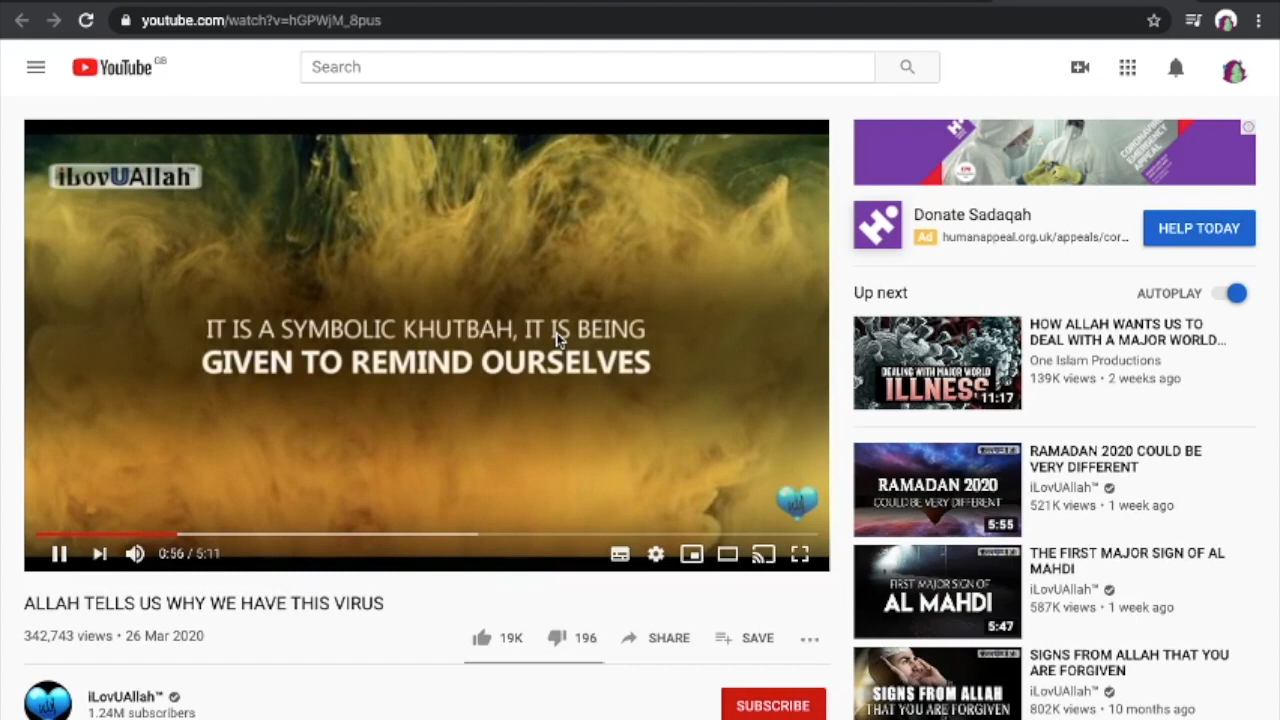 youtube.com/watch?v=hGPWjM_8pus
YouTube GB
Search
iLovUAllah™
IT IS A SYMBOLIC KHUTBAH, IT IS BEING
GIVEN TO REMIND OURSELVES
0:56 / 5:11
ALLAH TELLS US WHY WE HAVE THIS VIRUS
342,743 views • 26 Mar 2020
19K
196
SHARE
SAVE
iLovUAllah™
1.24M subscribers
SUBSCRIBE
CORONAVIRUS
EMERGENCY
APPEAL
Donate Sadaqah
Ad humanappeal.org.uk/appeals/cor...
HELP TODAY
Up next
AUTOPLAY
DEALING WITH MAJOR WORLD
ILLNESS
11:17
HOW ALLAH WANTS US TO
DEAL WITH A MAJOR WORLD...
One Islam Productions
139K views • 2 weeks ago
RAMADAN 2020
COULD BE VERY DIFFERENT
5:55
RAMADAN 2020 COULD BE
VERY DIFFERENT
iLovUAllah™
521K views • 1 week ago
FIRST MAJOR SIGN OF
AL MAHDI
5:47
THE FIRST MAJOR SIGN OF AL
MAHDI
iLovUAllah™
587K views • 1 week ago
SIGNS FROM ALLAH
THAT YOU ARE FORGIVEN
SIGNS FROM ALLAH THAT YOU
ARE FORGIVEN
iLovUAllah™
802K views • 10 months ago